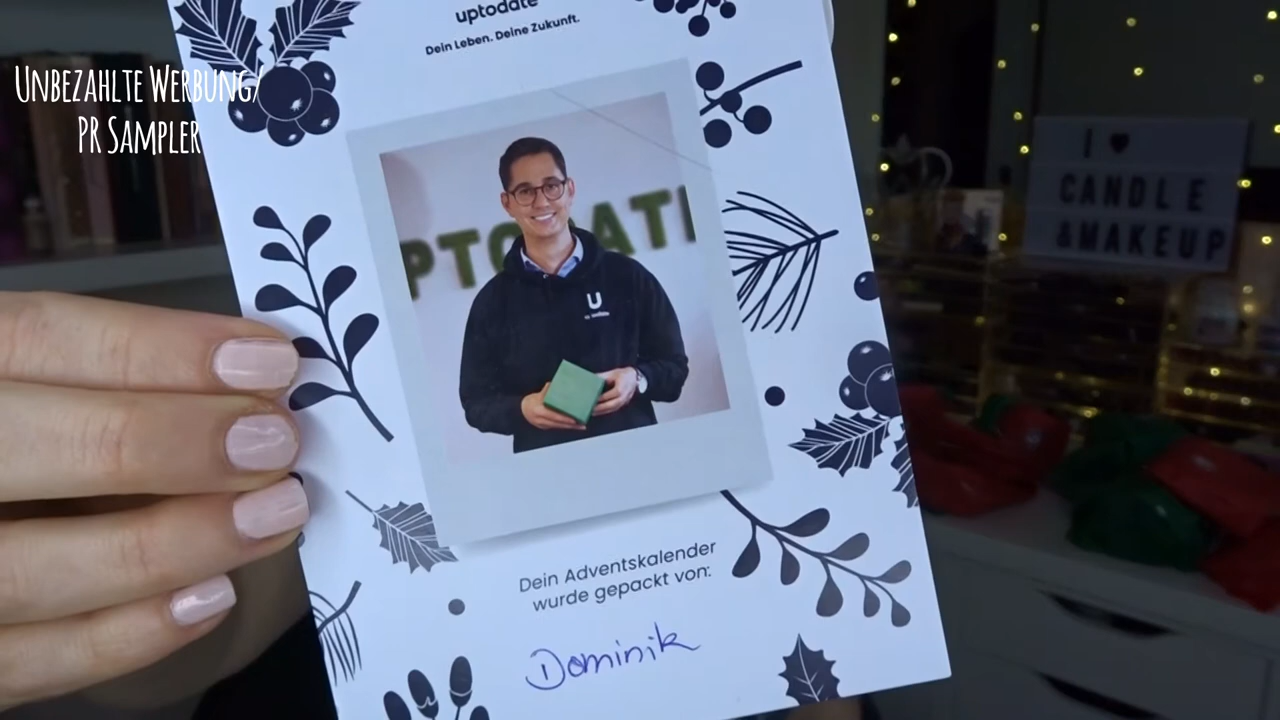 uptodate
Dein Leben. Deine Zukunft.
UNBEZAHLTE WERBUNG/
PR SAMPLER
PTODATE
U
I ♥
CANDLE
&MAKEUP
Dein Adventskalender
wurde gepackt von:
Dominik